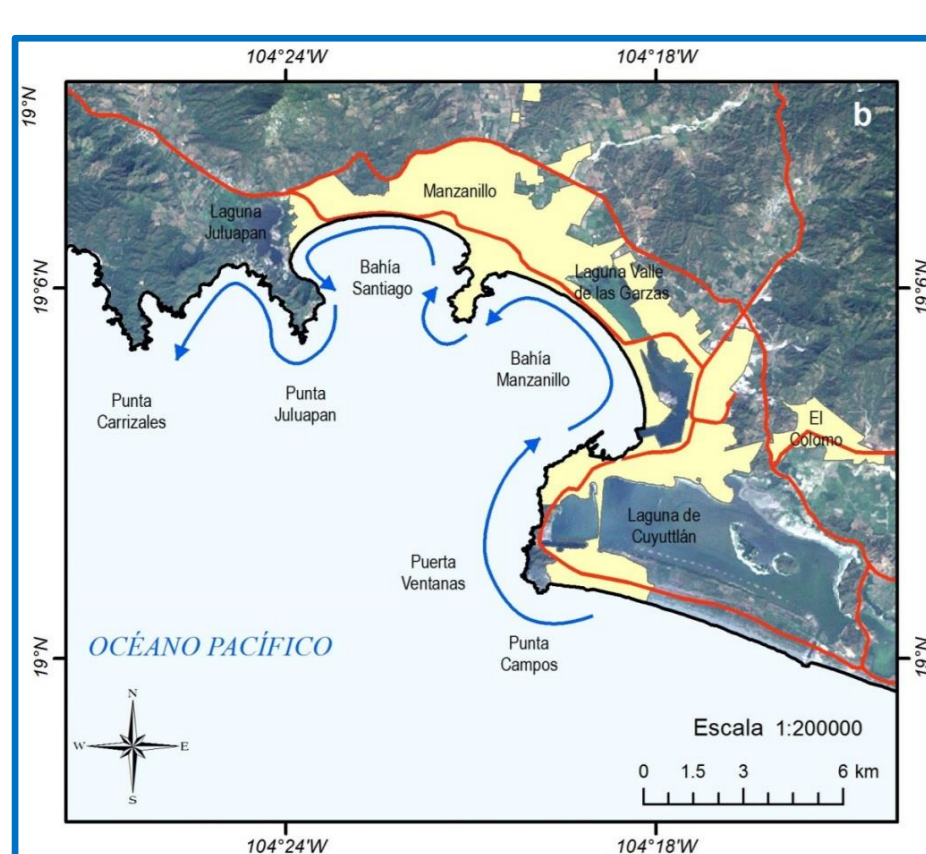 104°24'W
104°18'W
19°N
b
Manzanillo
Laguna
Juluapan
Bahía
Santiago
Laguna Valle
de las Garzas
19°6'N
19°6'N
Bahía
Manzanillo
Punta
Carrizales
Punta
Juluapan
El
Colomo
Laguna de
Cuyuttlán
Puerta
Ventanas
OCÉANO PACÍFICO
Punta
Campos
19°N
19°N
N
W
E
S
Escala 1:200000
0 1.5 3 6 km
104°24'W
104°18'W